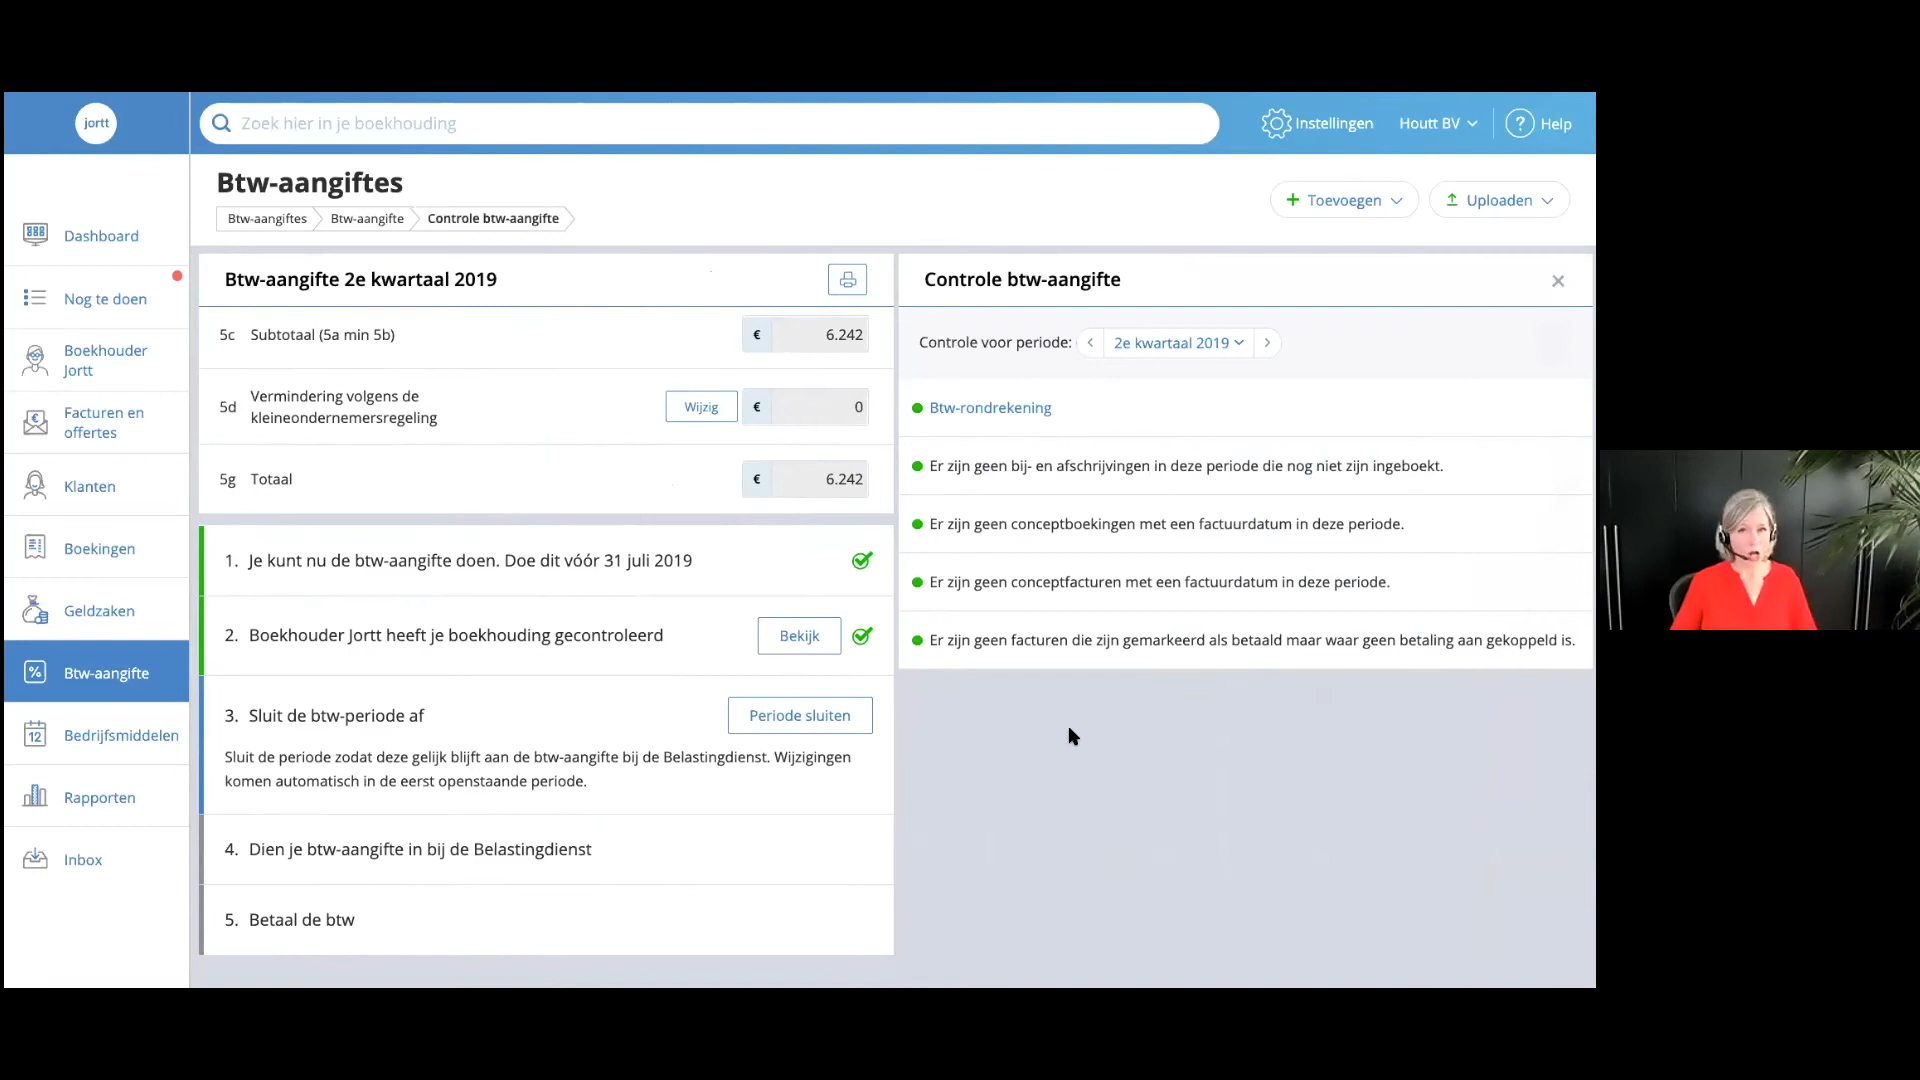 jortt
Zoek hier in je boekhouding
Instellingen
Houtt BV
? Help
Btw-aangiftes
Toevoegen
Uploaden
Btw-aangiftes
Btw-aangifte
Controle btw-aangifte
Dashboard
Nog te doen
Boekhouder
Jortt
Facturen en
offertes
Klanten
Boekingen
Geldzaken
% Btw-aangifte
12 Bedrijfsmiddelen
Rapporten
Inbox
Btw-aangifte 2e kwartaal 2019
5c Subtotaal (5a min 5b) € 6.242
5d Vermindering volgens de
kleineondernemersregeling
Wijzig € 0
5g Totaal € 6.242
1. Je kunt nu de btw-aangifte doen. Doe dit vóór 31 juli 2019
2. Boekhouder Jortt heeft je boekhouding gecontroleerd Bekijk
3. Sluit de btw-periode af Periode sluiten
Sluit de periode zodat deze gelijk blijft aan de btw-aangifte bij de Belastingdienst. Wijzigingen
komen automatisch in de eerst openstaande periode.
4. Dien je btw-aangifte in bij de Belastingdienst
5. Betaal de btw
Controle btw-aangifte
Controle voor periode: 2e kwartaal 2019
Btw-rondrekening
Er zijn geen bij- en afschrijvingen in deze periode die nog niet zijn ingeboekt.
Er zijn geen conceptboekingen met een factuurdatum in deze periode.
Er zijn geen conceptfacturen met een factuurdatum in deze periode.
Er zijn geen facturen die zijn gemarkeerd als betaald maar waar geen betaling aan gekoppeld is.